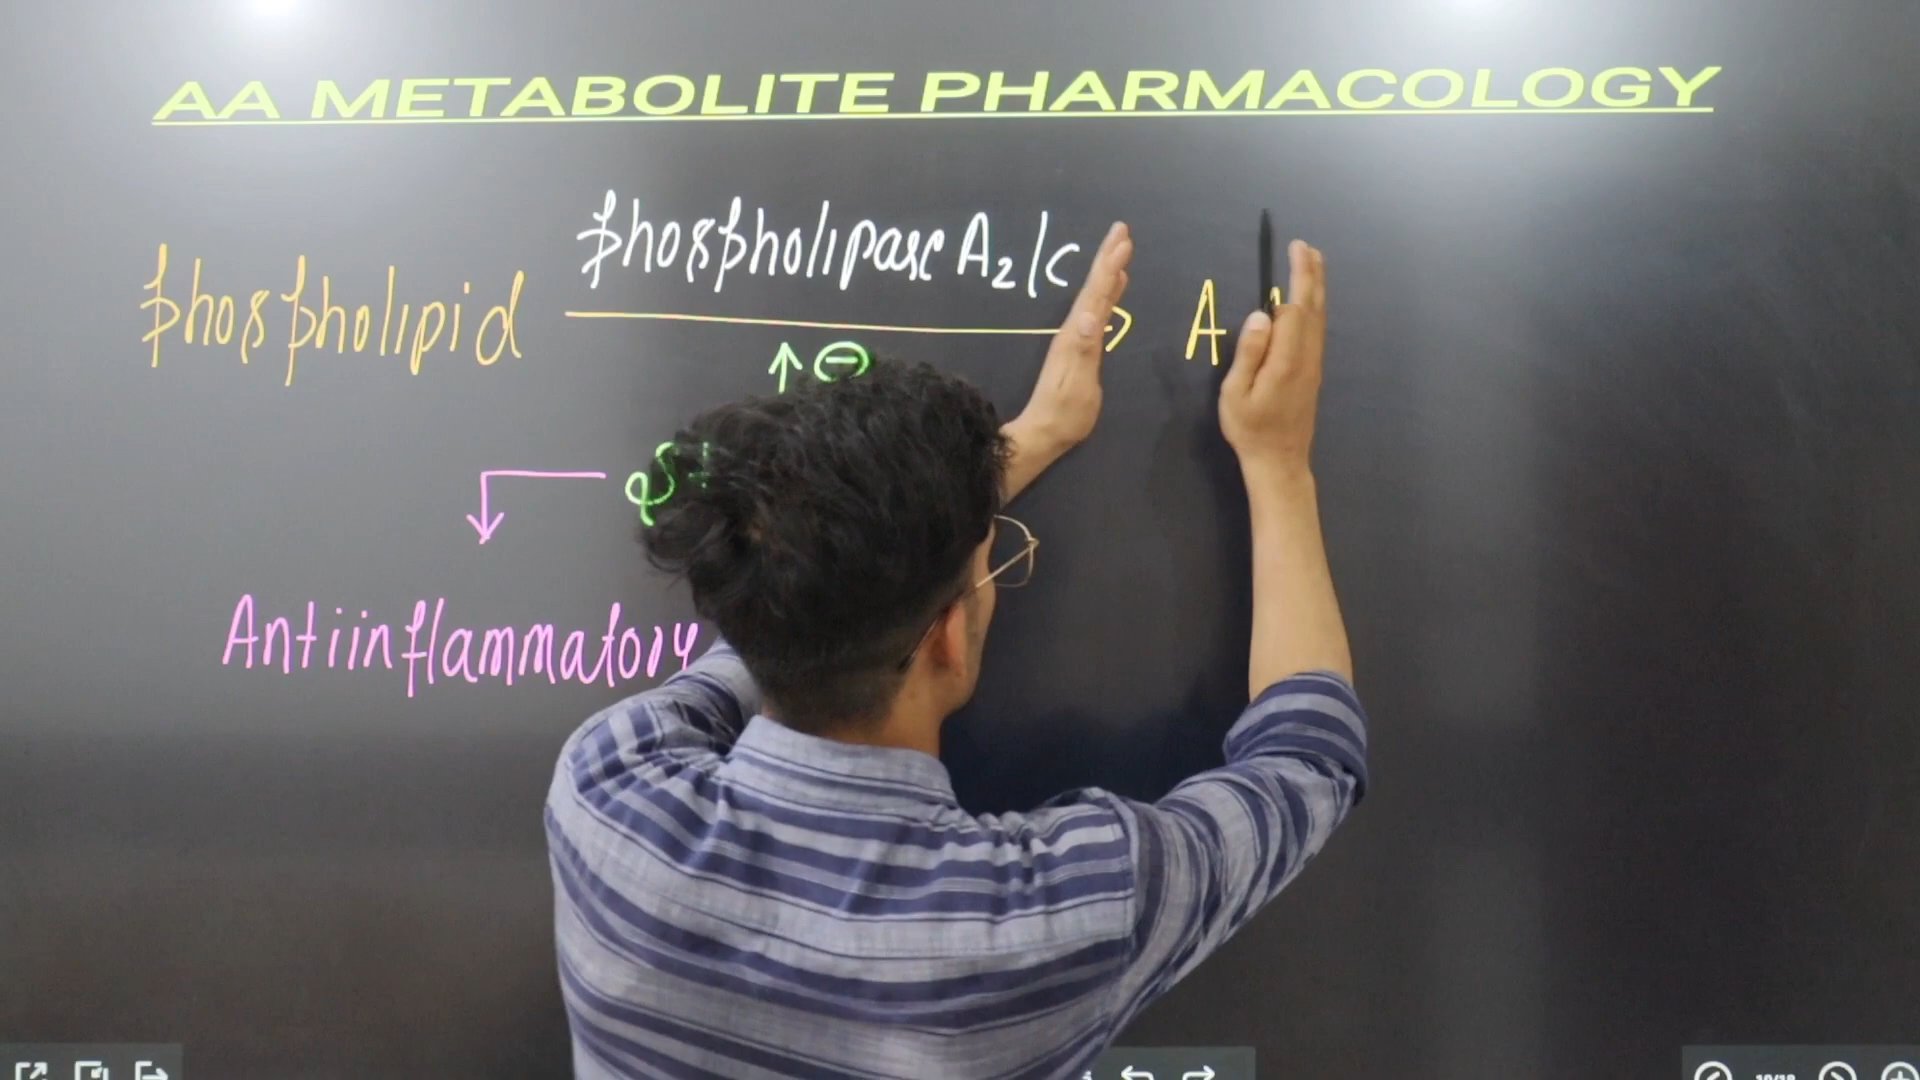 AA METABOLITE PHARMACOLOGY
phospholipase A₂/c
phospholipid
A
↑ ⊖
Antiinflammatory